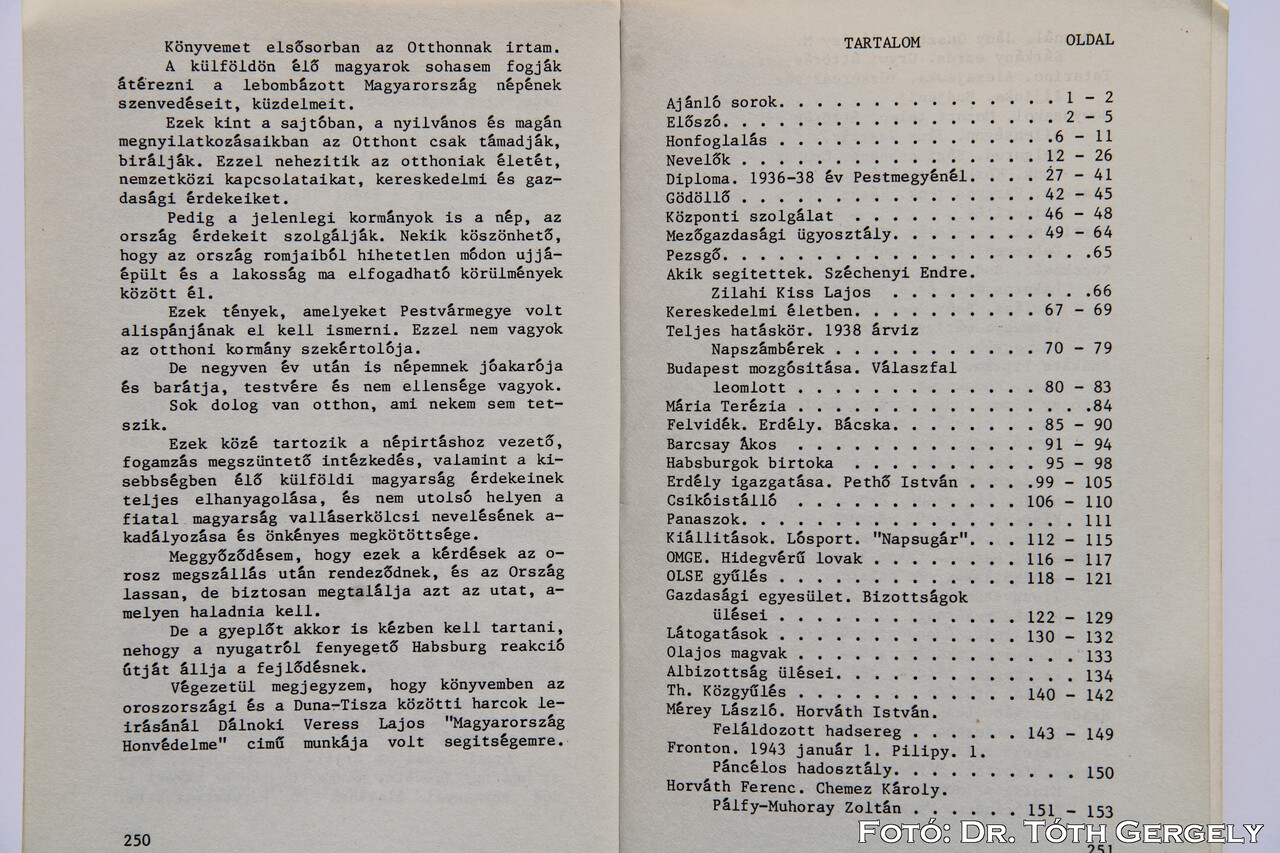 Könyvemet elsősorban az Otthonnak irtam.
A külföldön élő magyarok sohasem fogják
átérezni a lebombázott Magyarország népének
szenvedéseit, küzdelmeit.
Ezek kint a sajtóban, a nyilvános és magán
megnyilatkozásaikban az Otthont csak támadják,
birálják. Ezzel nehezitik az otthoniak életét,
nemzetközi kapcsolataikat, kereskedelmi és gaz-
dasági érdekeiket.
Pedig a jelenlegi kormányok is a nép, az
ország érdekeit szolgálják. Nekik köszönhető,
hogy az ország romjaiból hihetetlen módon ujjá-
épült és a lakosság ma elfogadható körülmények
között él.
Ezek tények, amelyeket Pestvármegye volt
alispánjának el kell ismerni. Ezzel nem vagyok
az otthoni kormány szekértolója.
De negyven év után is népemnek jóakarója
és barátja, testvére és nem ellensége vagyok.
Sok dolog van otthon, ami nekem sem tet-
szik.
Ezek közé tartozik a népirtáshoz vezető,
fogamzás megszüntető intézkedés, valamint a ki-
sebbségben élő külföldi magyarság érdekeinek
teljes elhanyagolása, és nem utolsó helyen a
fiatal magyarság valláserkölcsi nevelésének a-
kadályozása és önkényes megkötöttsége.
Meggyőződésem, hogy ezek a kérdések az o-
rosz megszállás után rendeződnek, és az Ország
lassan, de biztosan megtalálja azt az utat, a-
melyen haladnia kell.
De a gyeplőt akkor is kézben kell tartani,
nehogy a nyugatról fenyegető Habsburg reakció
útját állja a fejlődésnek.
Végezetül megjegyzem, hogy könyvemben az
oroszországi és a Duna-Tisza közötti harcok le-
irásánál Dálnoki Veress Lajos "Magyarország
Honvédelme" cimű munkája volt segitségemre.
250
TARTALOM OLDAL
Ajánló sorok. . . . . . . . . . . . . . . 1 - 2
Előszó. . . . . . . . . . . . . . . . . . 2 - 5
Honfoglalás . . . . . . . . . . . . . . .6 - 11
Nevelők . . . . . . . . . . . . . . . . 12 - 26
Diploma. 1936-38 év Pestmegyénél. . . . 27 - 41
Gödöllő . . . . . . . . . . . . . . . . 42 - 45
Központi szolgálat . . . . . . . . . . 46 - 48
Mezőgazdasági ügyosztály. . . . . . . . 49 - 64
Pezsgő. . . . . . . . . . . . . . . . . . . .65
Akik segitettek. Széchenyi Endre.
Zilahi Kiss Lajos . . . . . . . . . . .66
Kereskedelmi életben. . . . . . . . . . 67 - 69
Teljes hatáskör. 1938 árviz
Napszámbérek . . . . . . . . . . . 70 - 79
Budapest mozgósitása. Válaszfal
leomlott . . . . . . . . . . . . . 80 - 83
Mária Terézia . . . . . . . . . . . . . . . .84
Felvidék. Erdély. Bácska. . . . . . . . 85 - 90
Barcsay Ákos . . . . . . . . . . . . . 91 - 94
Habsburgok birtoka . . . . . . . . . . 95 - 98
Erdély igazgatása. Pethő István . . . .99 - 105
Csikóistálló . . . . . . . . . . . . 106 - 110
Panaszok. . . . . . . . . . . . . . . . . . 111
Kiállitások. Lósport. "Napsugár". . . 112 - 115
OMGE. Hidegvérű lovak . . . . . . . . 116 - 117
OLSE gyűlés . . . . . . . . . . . . . 118 - 121
Gazdasági egyesület. Bizottságok
ülései . . . . . . . . . . . . . 122 - 129
Látogatások . . . . . . . . . . . . . 130 - 132
Olajos magvak . . . . . . . . . . . . . . . 133
Albizottság ülései. . . . . . . . . . . . . 134
Th. Közgyűlés . . . . . . . . . . . . 140 - 142
Mérey László. Horváth István.
Feláldozott hadsereg . . . . . . 143 - 149
Fronton. 1943 január 1. Pilipy. 1.
Páncélos hadosztály. . . . . . . . . . 150
Horváth Ferenc. Chemez Károly.
Pálfy-Muhoray Zoltán . . . . . . 151 - 153
251
Fotó: Dr. Tóth Gergely